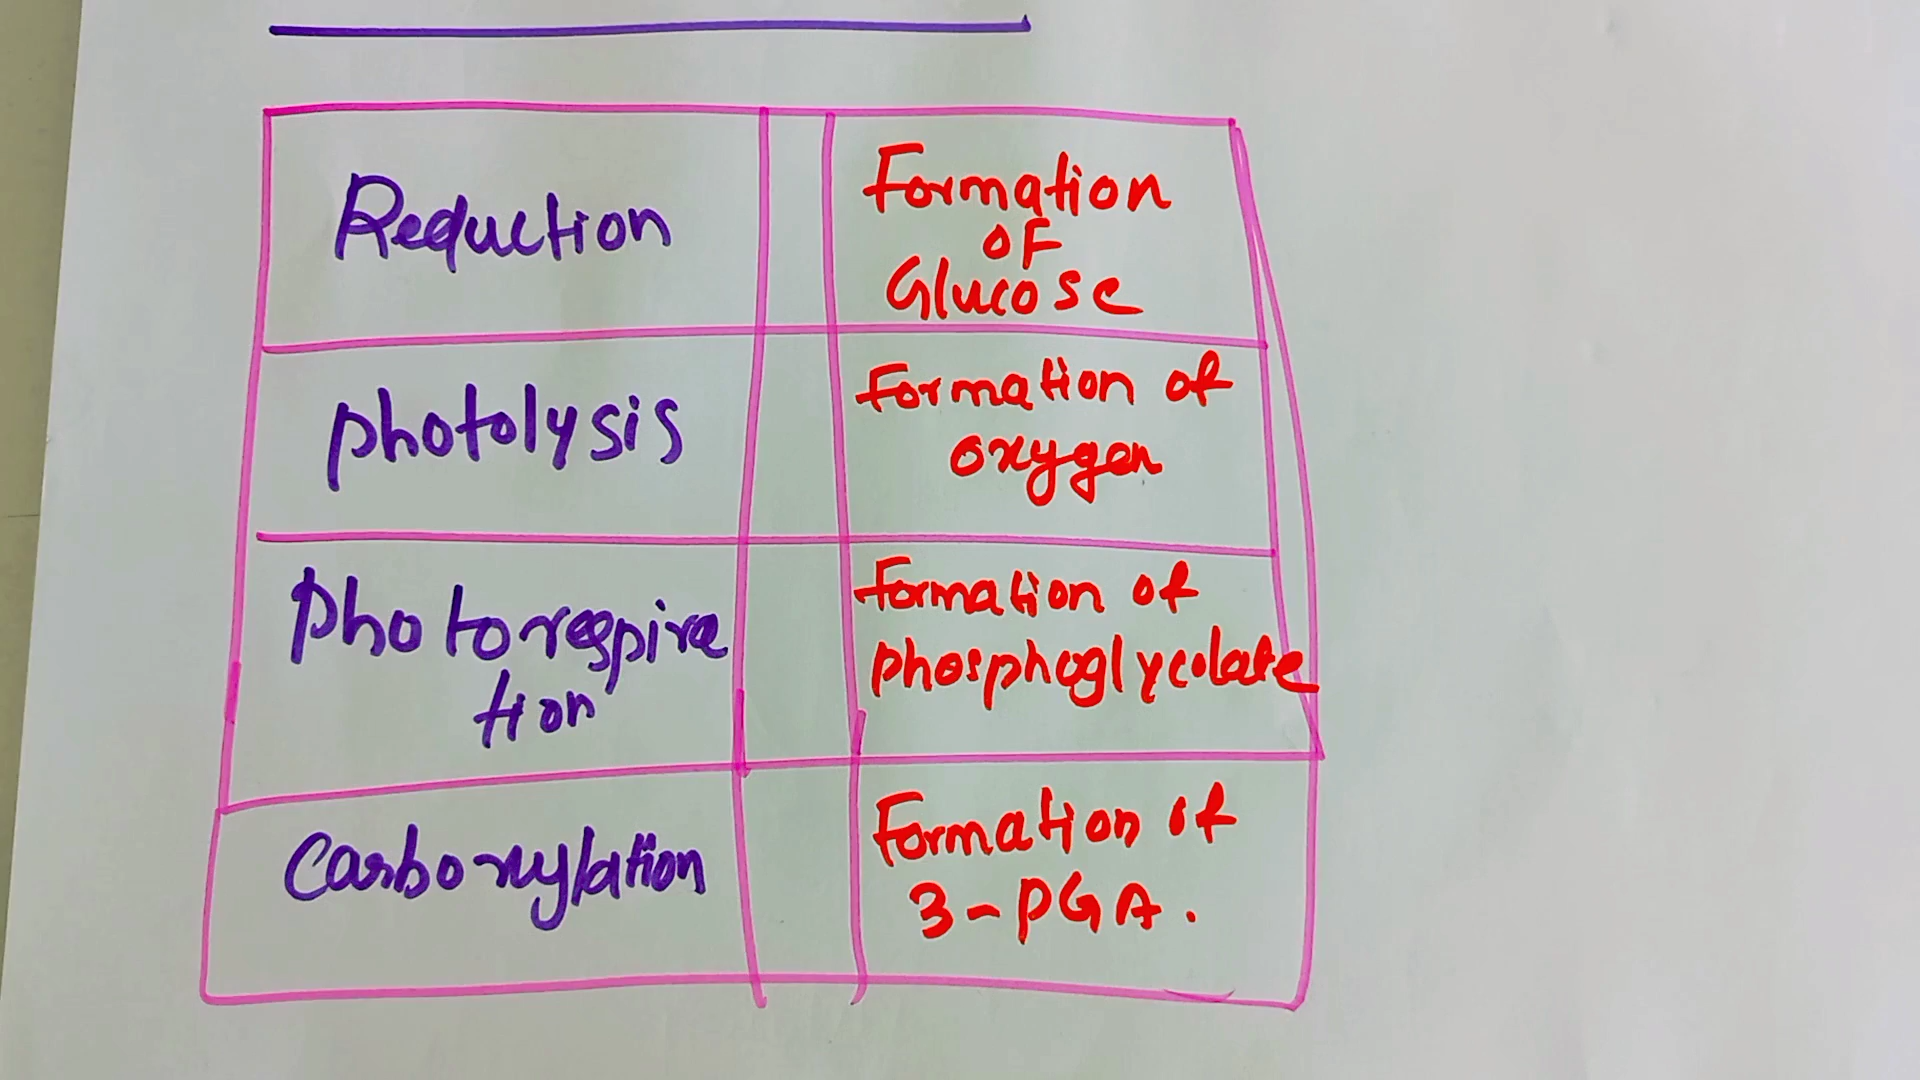 Reduction
Formation
OF
Glucose
photolysis
Formation of
oxygen
Photorespira
tion
Formation of
phosphoglycolate
Carboxylation
Formation of
3-PGA.